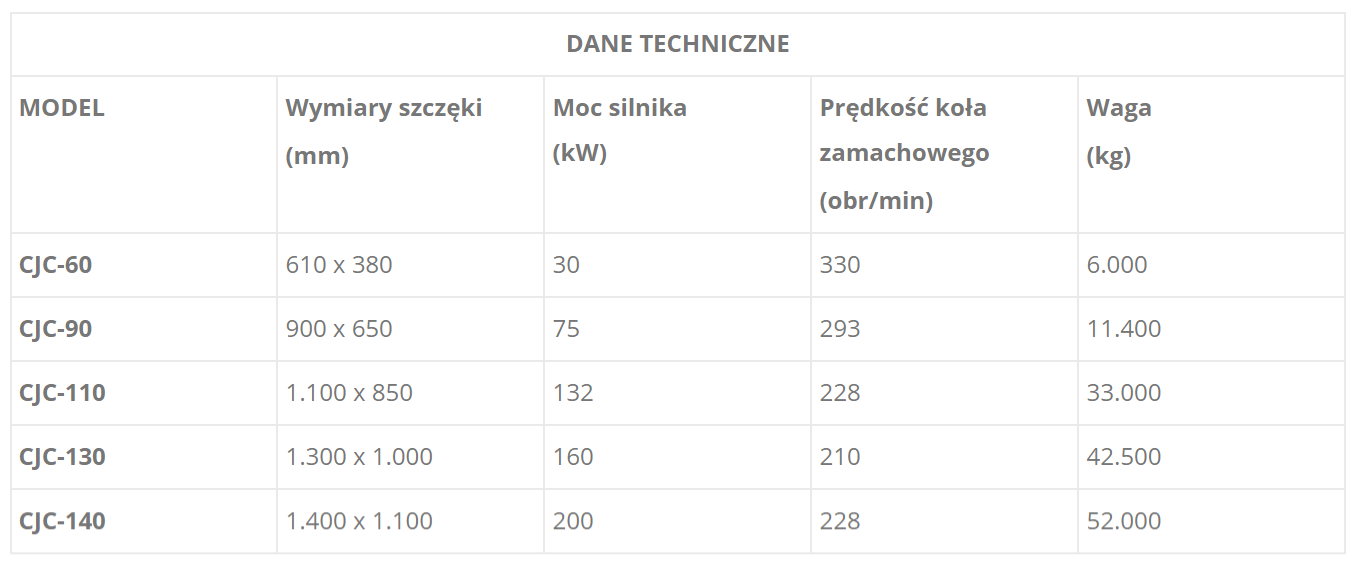 DANE TECHNICZNE
MODEL
Wymiary szczęki
(mm)
Moc silnika
(kW)
Prędkość koła
zamachowego
(obr/min)
Waga
(kg)
CJC-60 610 x 380 30 330 6.000
CJC-90 900 x 650 75 293 11.400
CJC-110 1.100 x 850 132 228 33.000
CJC-130 1.300 x 1.000 160 210 42.500
CJC-140 1.400 x 1.100 200 228 52.000